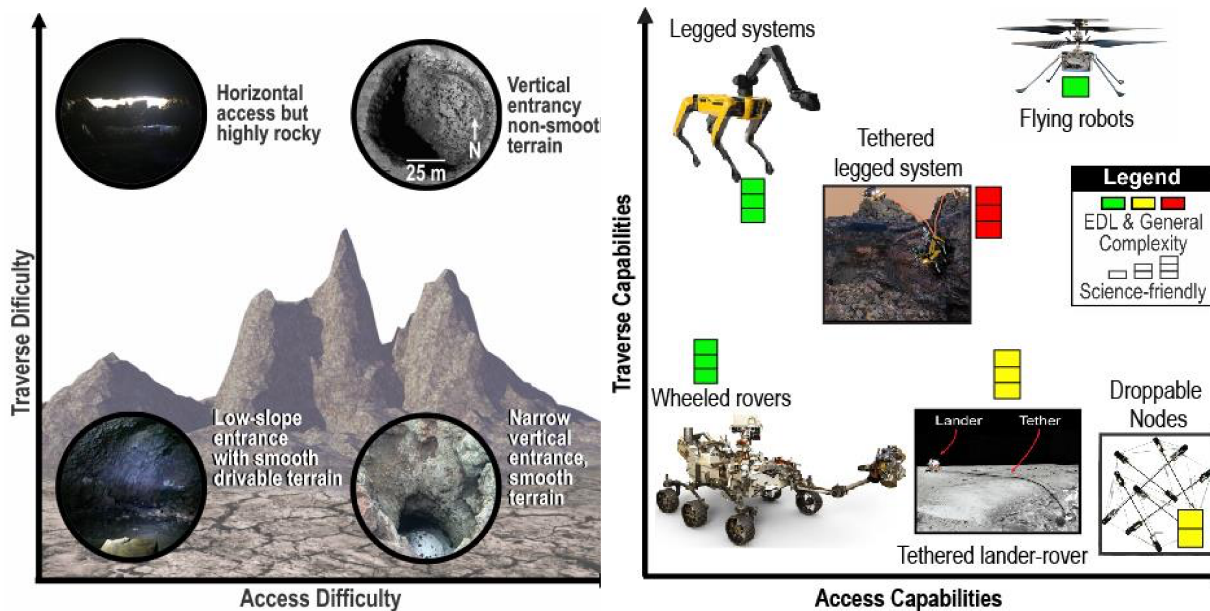 Traverse Dificulty
Horizontal
access but
highly rocky
Vertical
entrancy
non-smooth
terrain
25 m
N
Low-slope
entrance
with smooth
drivable terrain
Narrow
vertical
entrance,
smooth
terrain
Access Difficulty
Traverse Capabilities
Legged systems
Flying robots
Tethered
legged system
Legend
EDL & General
Complexity
Science-friendly
Wheeled rovers
Droppable
Nodes
Lander
Tether
Tethered lander-rover
Access Capabilities